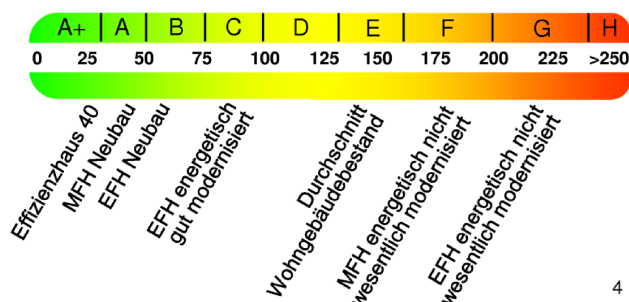 A+ A B C D E F G H
0 25 50 75 100 125 150 175 200 225 >250
Effizienzhaus 40
MFH Neubau
EFH Neubau
EFH energetisch
gut modernisiert
Durchschnitt
Wohngebäudebestand
MFH energetisch nicht
wesentlich modernisiert
EFH energetisch nicht
wesentlich modernisiert
4